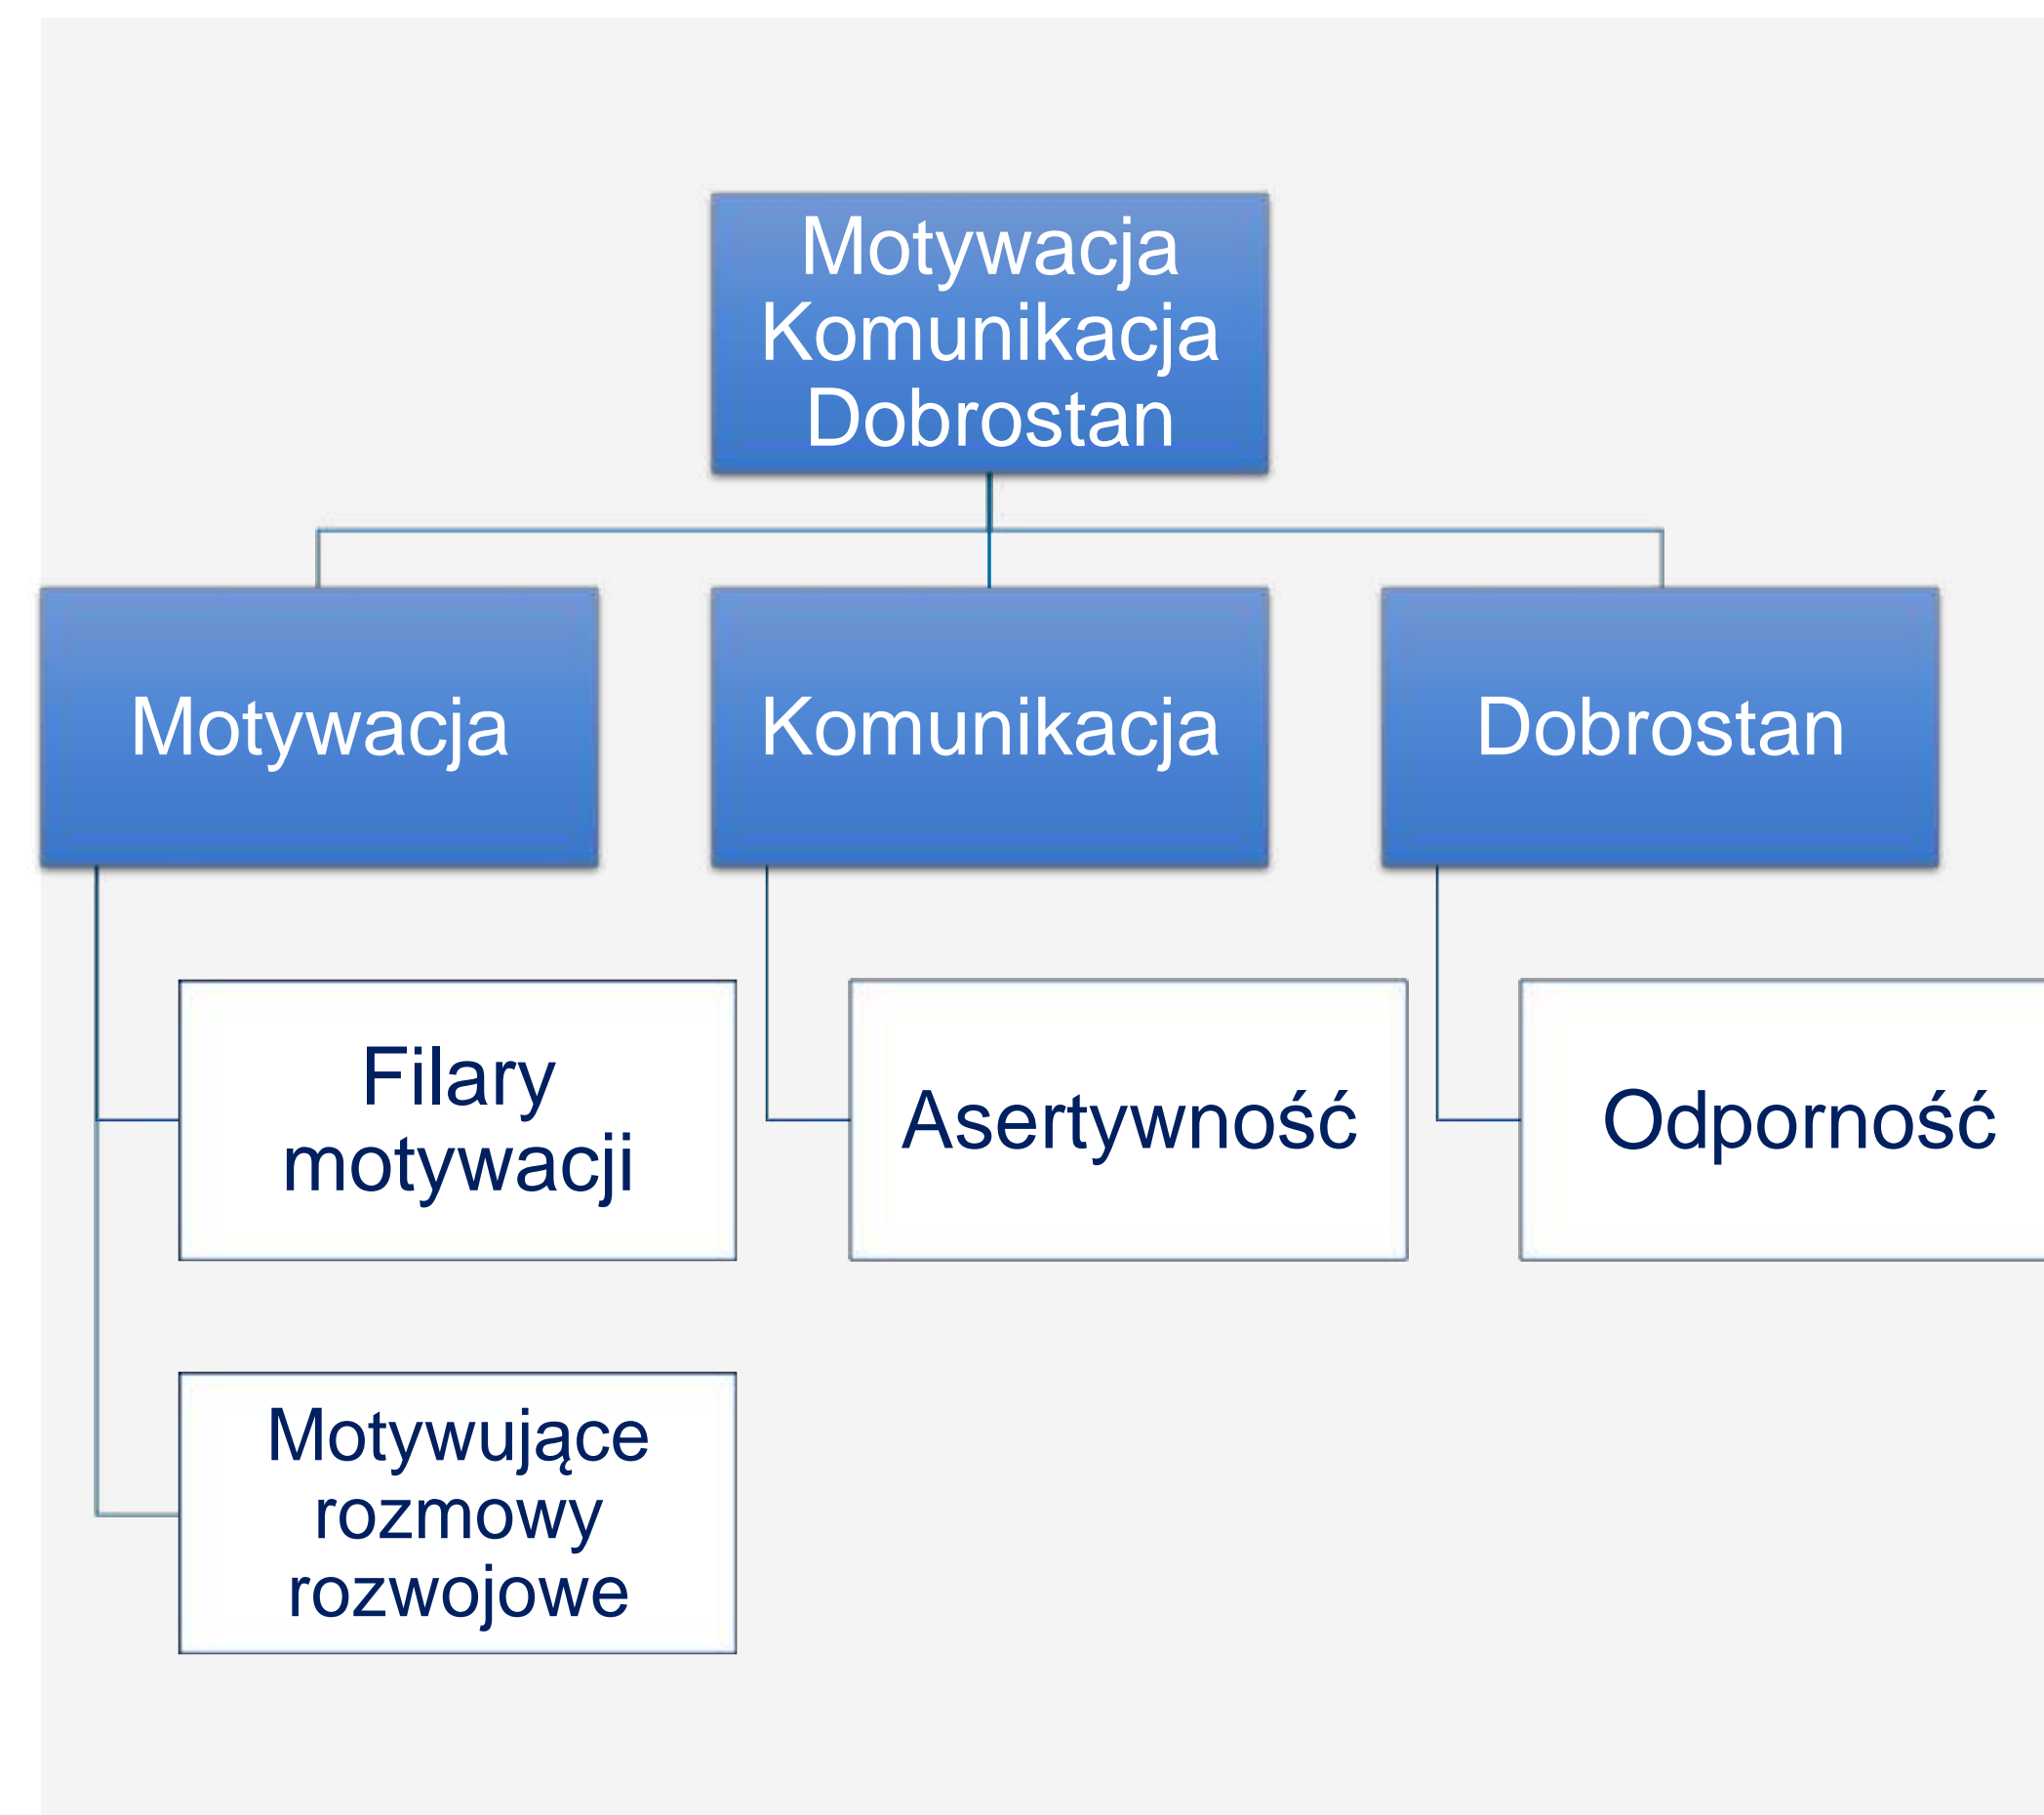 Motywacja
Komunikacja
Dobrostan
Motywacja
Komunikacja
Dobrostan
Filary
motywacji
Asertywność
Odporność
Motywujące
rozmowy
rozwojowe